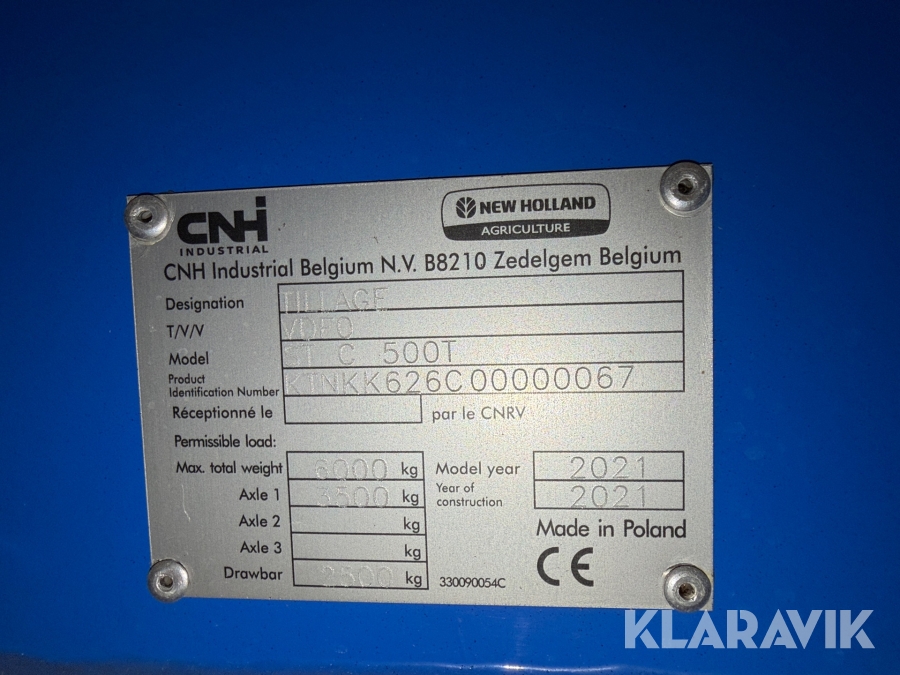 CNH
INDUSTRIAL
NEW HOLLAND
AGRICULTURE
CNH Industrial Belgium N.V. B8210 Zedelgem Belgium
Designation TILLAGE
T/V/V VDFO
Model ST C 500T
Product
Identification Number KTNKK626C00000067
Réceptionné le par le CNRV
Permissible load:
Max. total weight 6000 kg
Axle 1 3500 kg
Axle 2 kg
Axle 3 kg
Drawbar kg
Model year 2021
Year of
construction 2021
Made in Poland
CE
330090054C
KLARAVIK